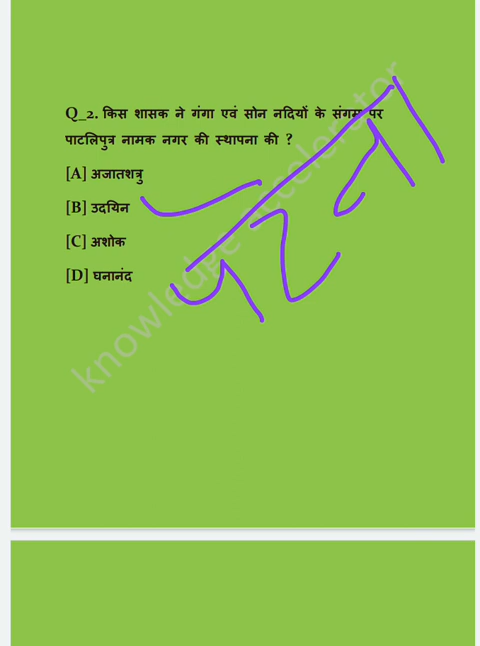 Q_2. किस शासक ने गंगा एवं सोन नदियों के संगम पर
पाटलिपुत्र नामक नगर की स्थापना की ?
[A] अजातशत्रु
[B] उदयिन
[C] अशोक
[D] घनानंद
पटना
knowledge accelerator